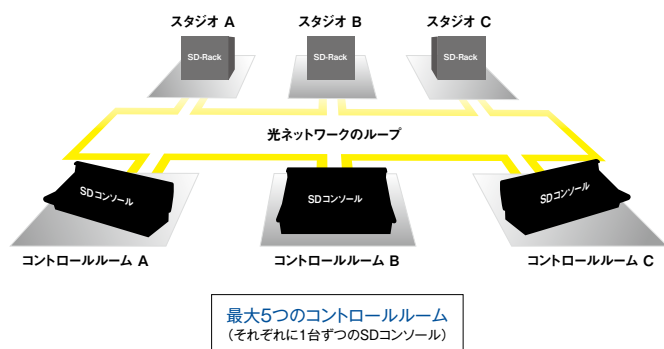 スタジオ A
スタジオ B
スタジオ C
SD-Rack
SD-Rack
SD-Rack
光ネットワークのループ
SDコンソール
SDコンソール
SDコンソール
コントロールルーム A
コントロールルーム B
コントロールルーム C
最大5つのコントロールルーム
(それぞれに1台ずつのSDコンソール)